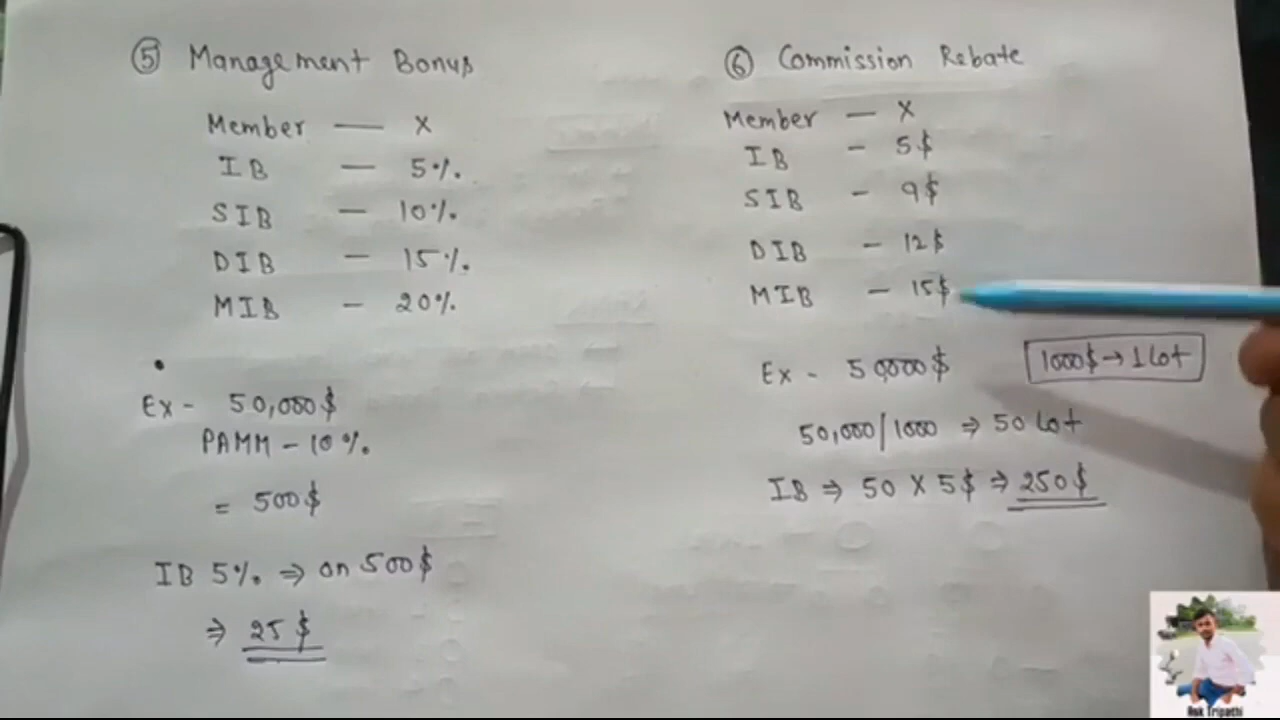 ⑤ Management Bonus
Member — X
IB — 5%
SIB — 10%
DIB — 15%
MIB — 20%
Ex - 50,000$
PAMM - 10%
= 500$
IB 5% ⇒ on 500$
⇒ 25$
⑥ Commission Rebate
Member — X
IB - 5$
SIB - 9$
DIB - 12$
MIB - 15$
Ex - 50,000$
1000$→1 Lot
50,000/1000 ⇒ 50 Lot
IB ⇒ 50 X 5$ ⇒ 250$
Ask Tripathi